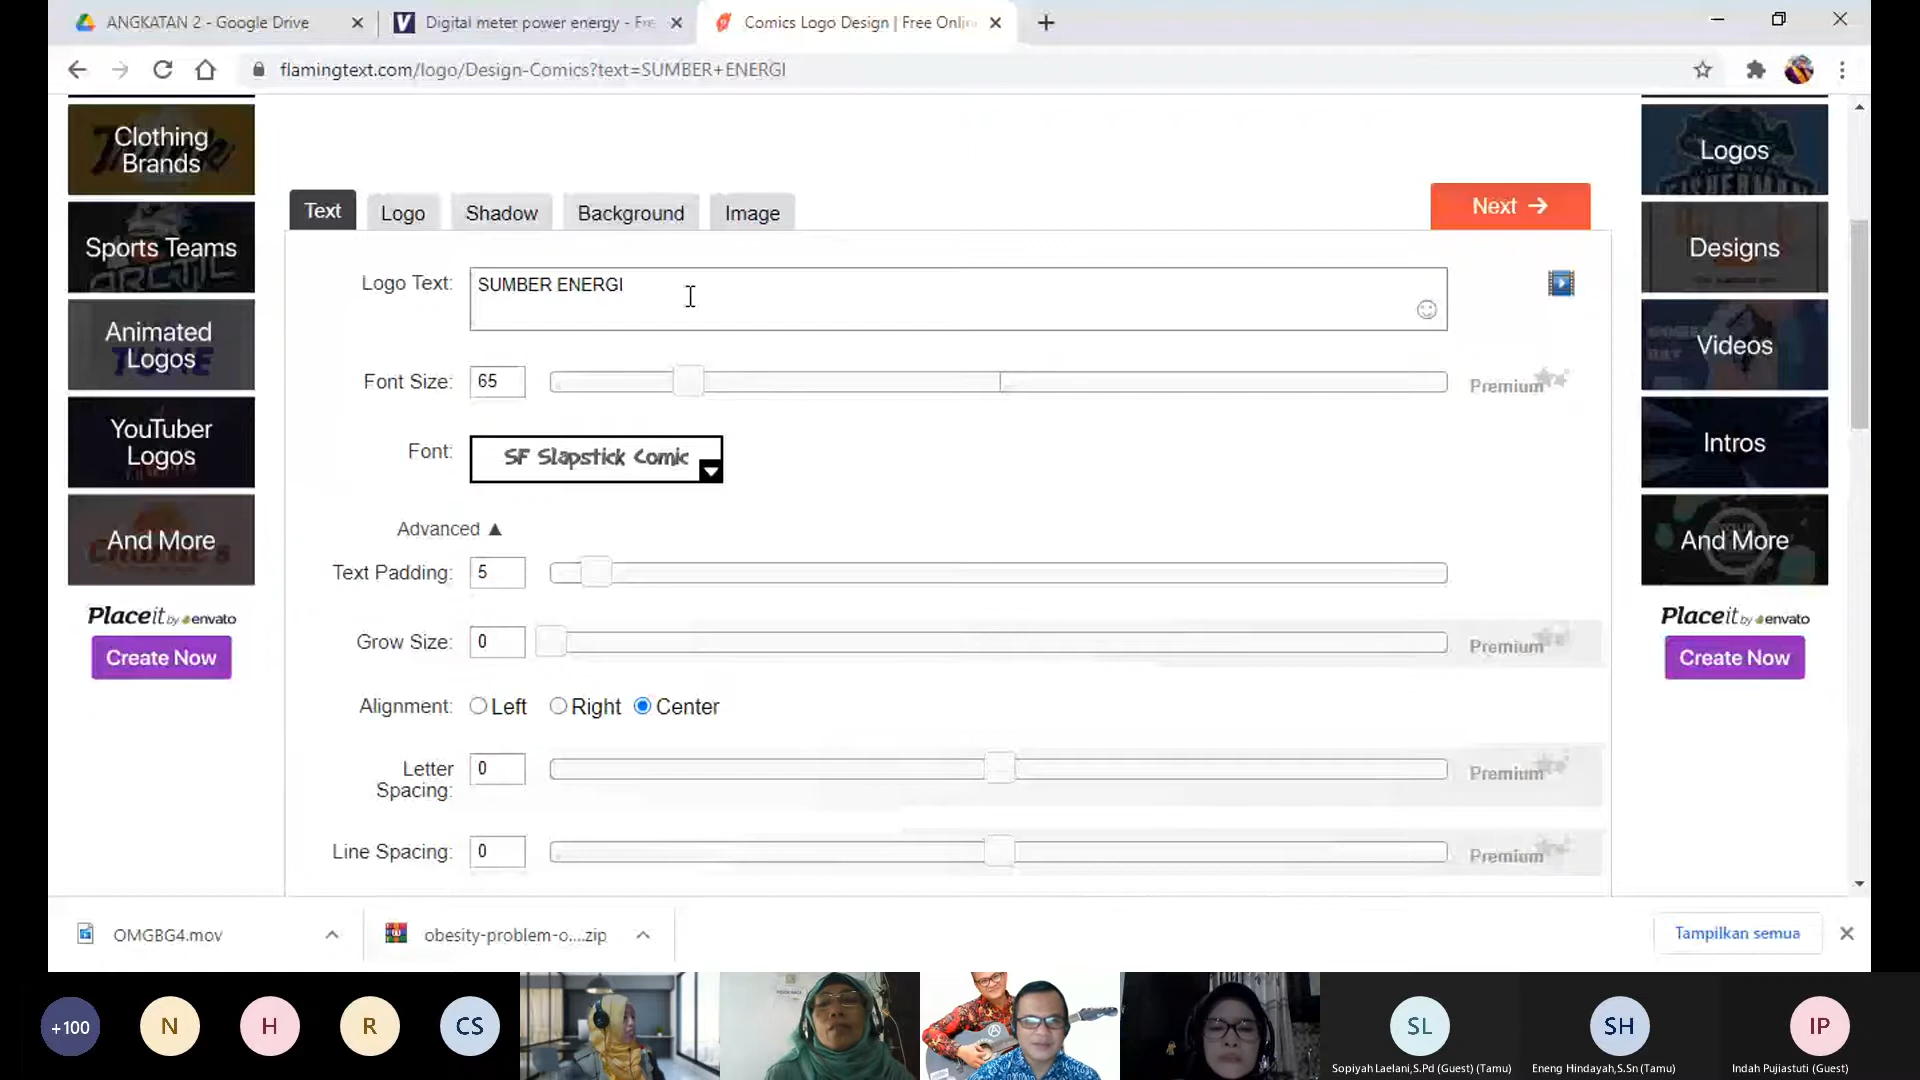 ANGKATAN 2 - Google Drive
Digital meter power energy - Fre
Comics Logo Design | Free Onlin
flamingtext.com/logo/Design-Comics?text=SUMBER+ENERGI
Clothing
Brands
Sports Teams
Animated
Logos
YouTuber
Logos
And More
Placeit by envato
Create Now
Text
Logo
Shadow
Background
Image
Next
Logo Text:
SUMBER ENERGI
Font Size:
65
Premium
Font:
SF Slapstick Comic
Advanced ▲
Text Padding:
5
Grow Size:
0
Premium
Alignment:
Left
Right
Center
Letter
Spacing:
0
Premium
Line Spacing:
0
Premium
Logos
Designs
Videos
Intros
And More
Placeit by envato
Create Now
OMGBG4.mov
obesity-problem-o....zip
Tampilkan semua
+100
N
H
R
CS
SL
Sopiyah Laelani,S.Pd (Guest) (Tamu)
SH
Eneng Hindayah,S.Sn (Tamu)
IP
Indah Pujiastuti (Guest)